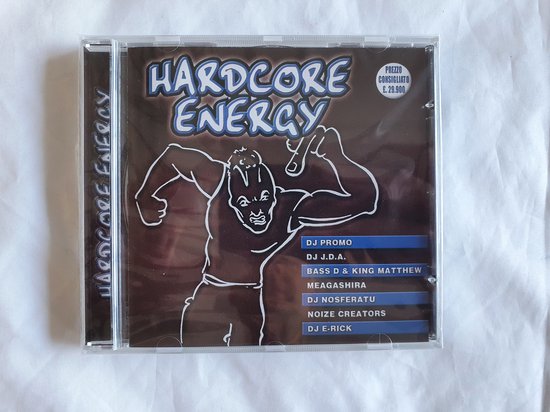 HARDCORE
ENERGY
PREZZO
CONSIGLIATO
£. 29.900
HARDCORE ENERGY
DJ PROMO
DJ J.D.A.
BASS D & KING MATTHEW
MEAGASHIRA
DJ NOSFERATU
NOIZE CREATORS
DJ E-RICK